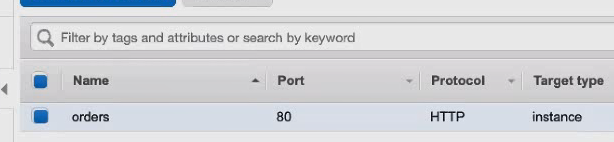 Filter by tags and attributes or search by keyword
Name Port Protocol Target type
orders 80 HTTP instance